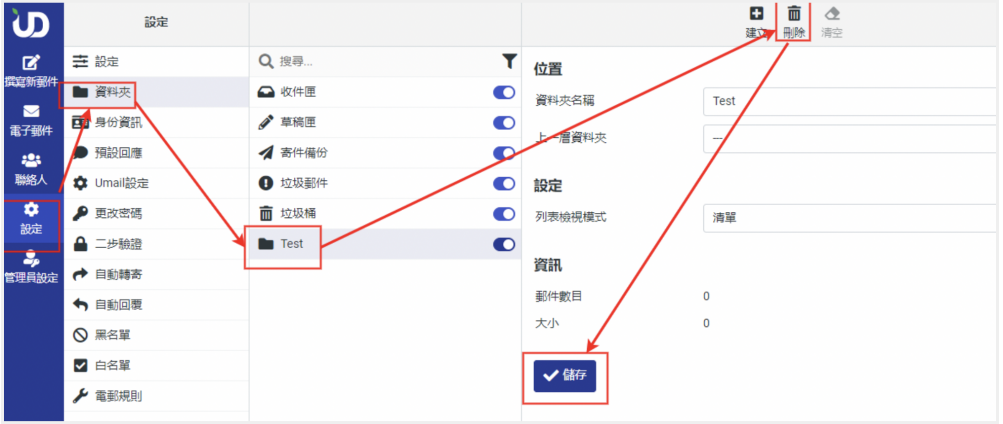 UD
撰寫新郵件
電子郵件
聯絡人
設定
管理員設定
設定
設定
資料夾
身份資訊
預設回應
Umail設定
更改密碼
二步驗證
自動轉寄
自動回覆
黑名單
白名單
電郵規則
搜尋...
收件匣
草稿匣
寄件備份
垃圾郵件
垃圾桶
Test
建立
刪除
清空
位置
資料夾名稱
Test
上一層資料夾
---
設定
列表檢視模式
清單
資訊
郵件數目
0
大小
0
儲存